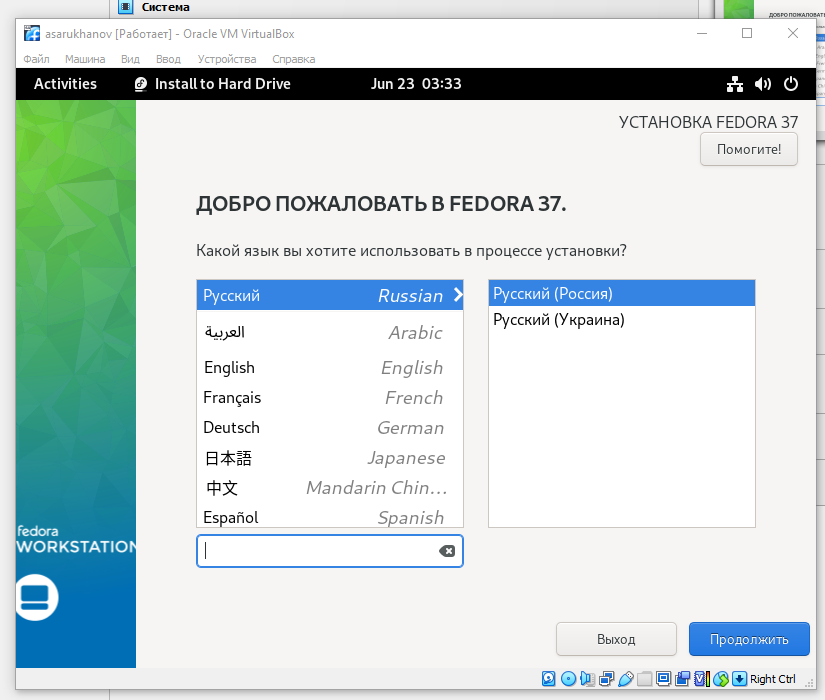 Система
ДОБРО ПОЖАЛОВАТЬ
asarukhanov [Работает] - Oracle VM VirtualBox
Файл Машина Вид Ввод Устройства Справка
Activities Install to Hard Drive Jun 23 03:33
УСТАНОВКА FEDORA 37
Помогите!
ДОБРО ПОЖАЛОВАТЬ В FEDORA 37.
Какой язык вы хотите использовать в процессе установки?
Русский Russian
العربية Arabic
English English
Français French
Deutsch German
日本語 Japanese
中文 Mandarin Chin...
Español Spanish
Русский (Россия)
Русский (Украина)
fedora
WORKSTATION
Выход Продолжить
Right Ctrl